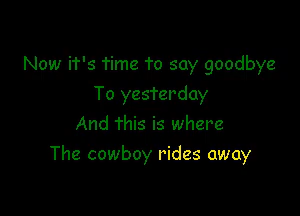 Now it's time to say goodbye
To yesterday
And this is where
The cowboy rides away